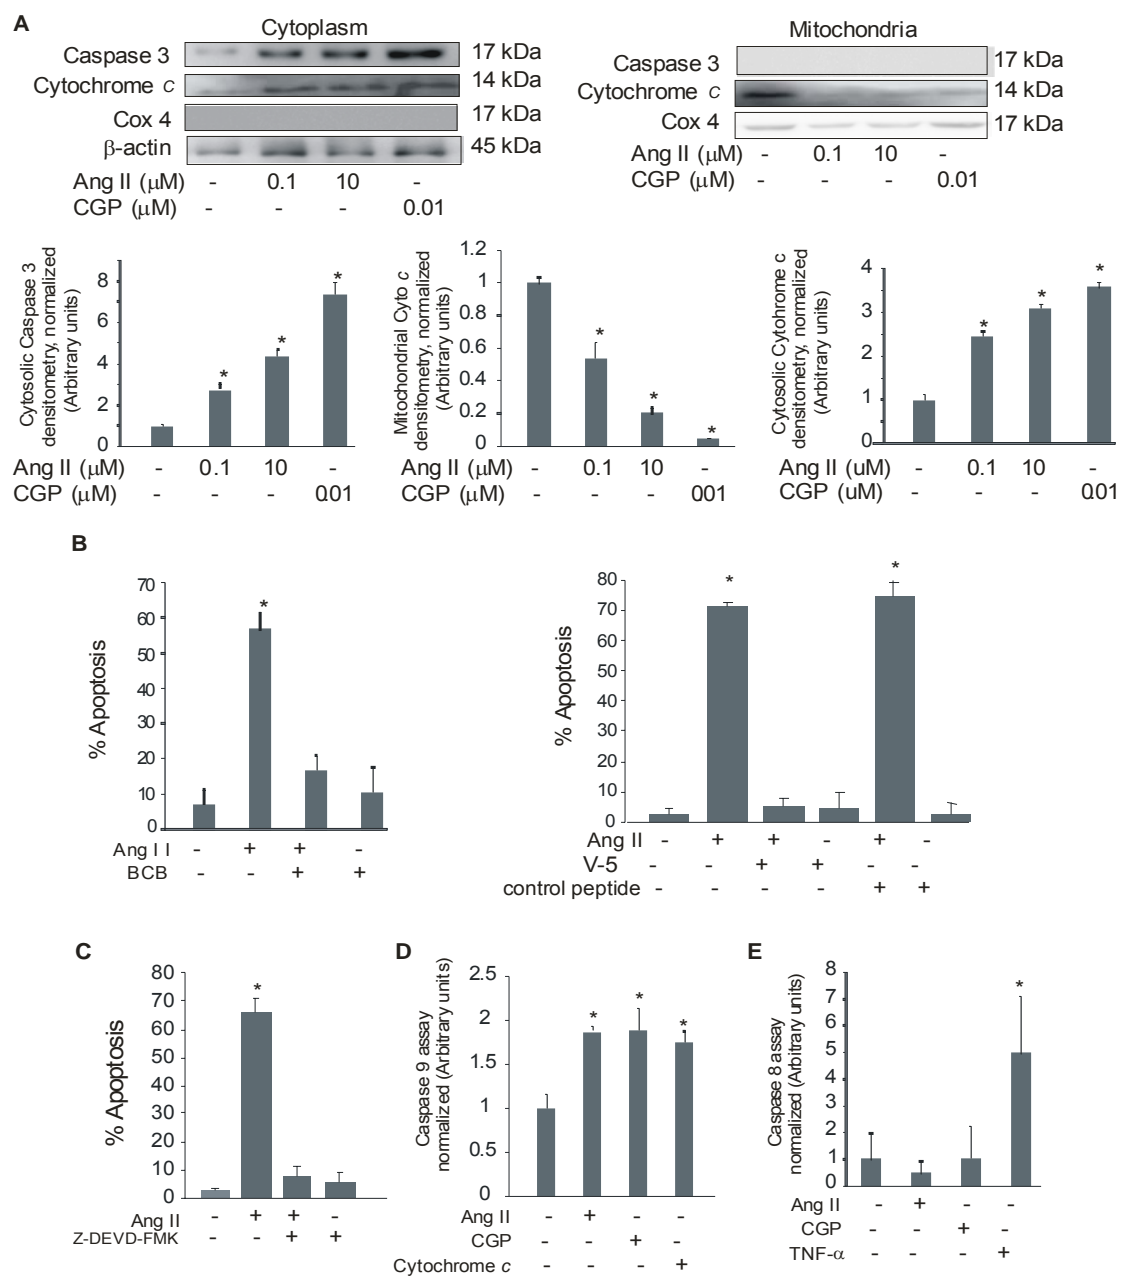 A
Cytoplasm
Caspase 3
17 kDa
Cytochrome c
14 kDa
Cox 4
17 kDa
β-actin
45 kDa
Ang II (μM) - 0.1 10 -
CGP (μM) - - - 0.01
Mitochondria
Caspase 3
17 kDa
Cytochrome c
14 kDa
Cox 4
17 kDa
Ang II (μM) - 0.1 10 -
CGP (μM) - - - 0.01
Cytosolic Caspase 3
densitometry, normalized
(Arbitrary units)
8
6
4
2
0
* * *
Ang II (μM) - 0.1 10 -
CGP (μM) - - - 0.01
Mitochondrial Cyto c
densitometry, normalized
(Arbitrary units)
1.2
1
0.8
0.6
0.4
0.2
0
* * *
Ang II (μM) - 0.1 10 -
CGP (μM) - - - 001
Cytosolic Cytohrome c
densitometry, normalized
(Arbitrary units)
4
3
2
1
0
* * *
Ang II (uM) - 0.1 10 -
CGP (uM) - - - 0.01
B
% Apoptosis
70
60
50
40
30
20
10
0
*
Ang I I - + + -
BCB - - + +
% Apoptosis
80
70
60
50
40
30
20
10
0
* *
Ang II - + + - + -
V-5 - - + + - -
control peptide - - - - + +
C
% Apoptosis
80
70
60
50
40
30
20
10
0
*
Ang II - + + -
Z-DEVD-FMK - - + +
D
Caspase 9 assay
normalized (Arbitrary units)
2.5
2
1.5
1
0.5
0
* * *
Ang II - + - -
CGP - - + -
Cytochrome c - - - +
E
Caspase 8 assay
normalized (Arbitrary units)
8
7
6
5
4
3
2
1
0
*
Ang II - + - -
CGP - - + -
TNF-α - - - +